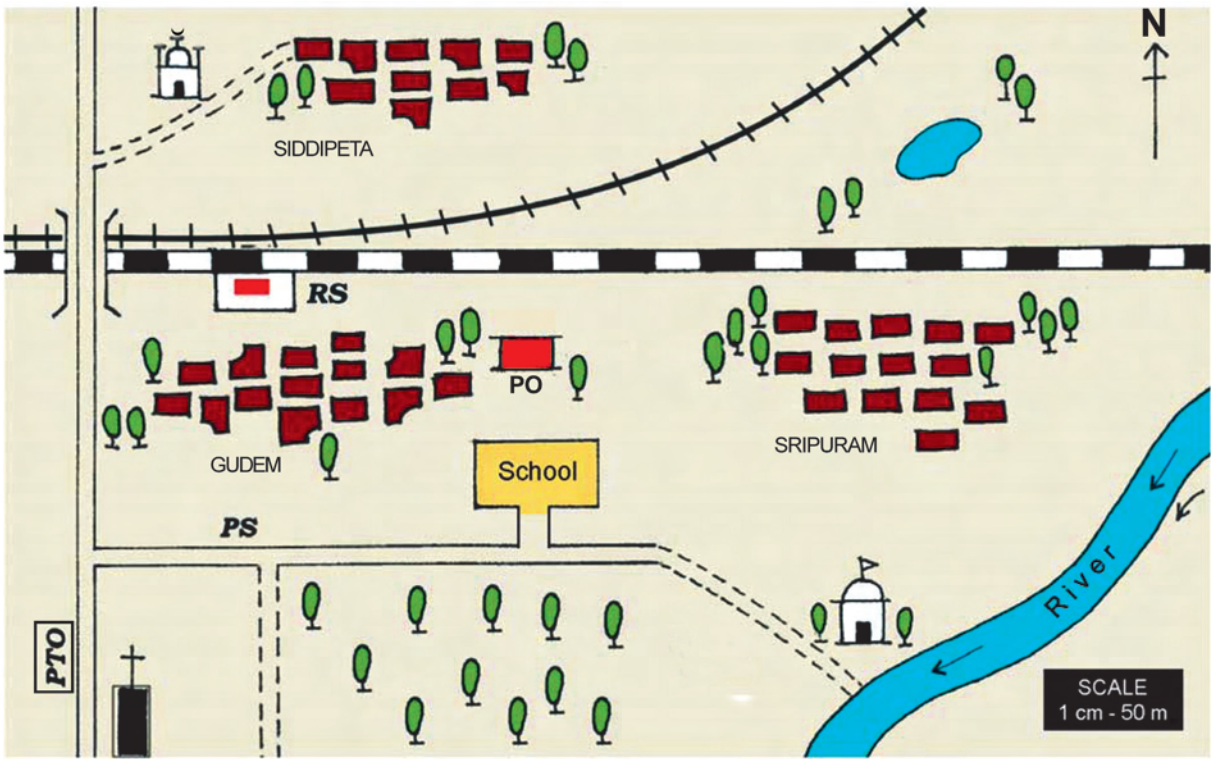 N
SIDDIPETA
RS
PO
GUDEM
SRIPURAM
School
PS
River
PTO
SCALE
1 cm - 50 m